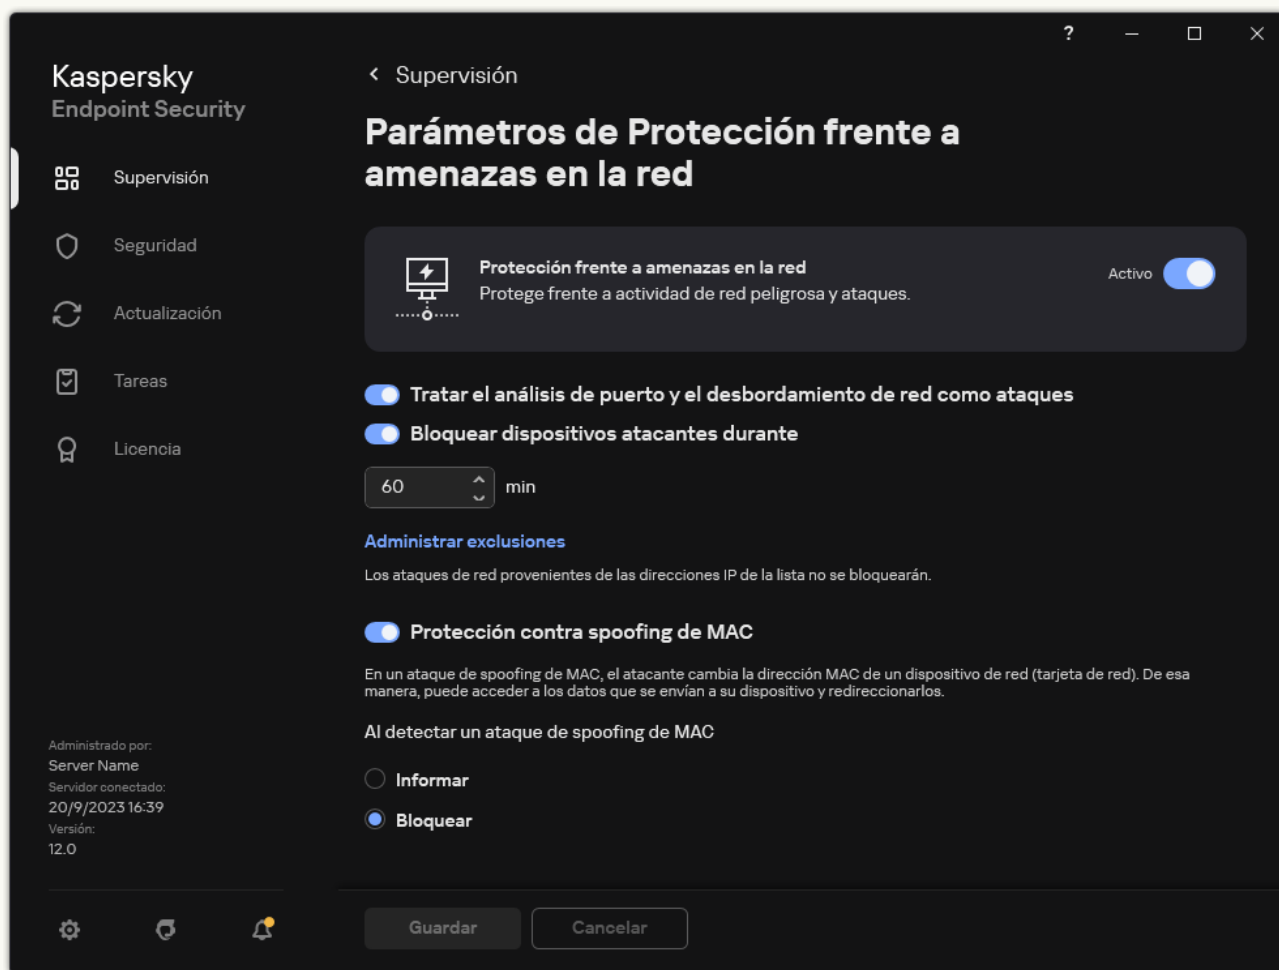 ?
Kaspersky
Endpoint Security
Supervisión
Seguridad
Actualización
Tareas
Licencia
Administrado por:
Server Name
Servidor conectado:
20/9/2023 16:39
Versión:
12.0
< Supervisión
Parámetros de Protección frente a
amenazas en la red
Protección frente a amenazas en la red
Protege frente a actividad de red peligrosa y ataques.
Activo
Tratar el análisis de puerto y el desbordamiento de red como ataques
Bloquear dispositivos atacantes durante
60 min
Administrar exclusiones
Los ataques de red provenientes de las direcciones IP de la lista no se bloquearán.
Protección contra spoofing de MAC
En un ataque de spoofing de MAC, el atacante cambia la dirección MAC de un dispositivo de red (tarjeta de red). De esa
manera, puede acceder a los datos que se envían a su dispositivo y redireccionarlos.
Al detectar un ataque de spoofing de MAC
Informar
Bloquear
Guardar
Cancelar